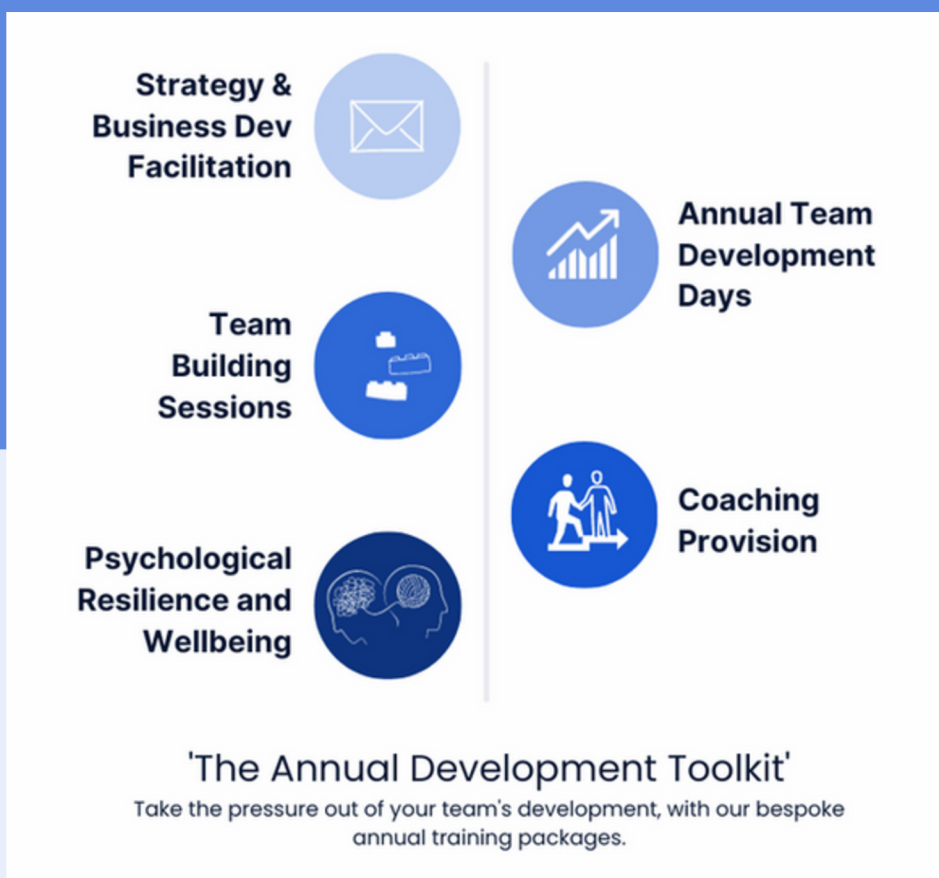 Strategy &
Business Dev
Facilitation
Annual Team
Development
Days
Team
Building
Sessions
Coaching
Provision
Psychological
Resilience and
Wellbeing
'The Annual Development Toolkit'
Take the pressure out of your team's development, with our bespoke
annual training packages.